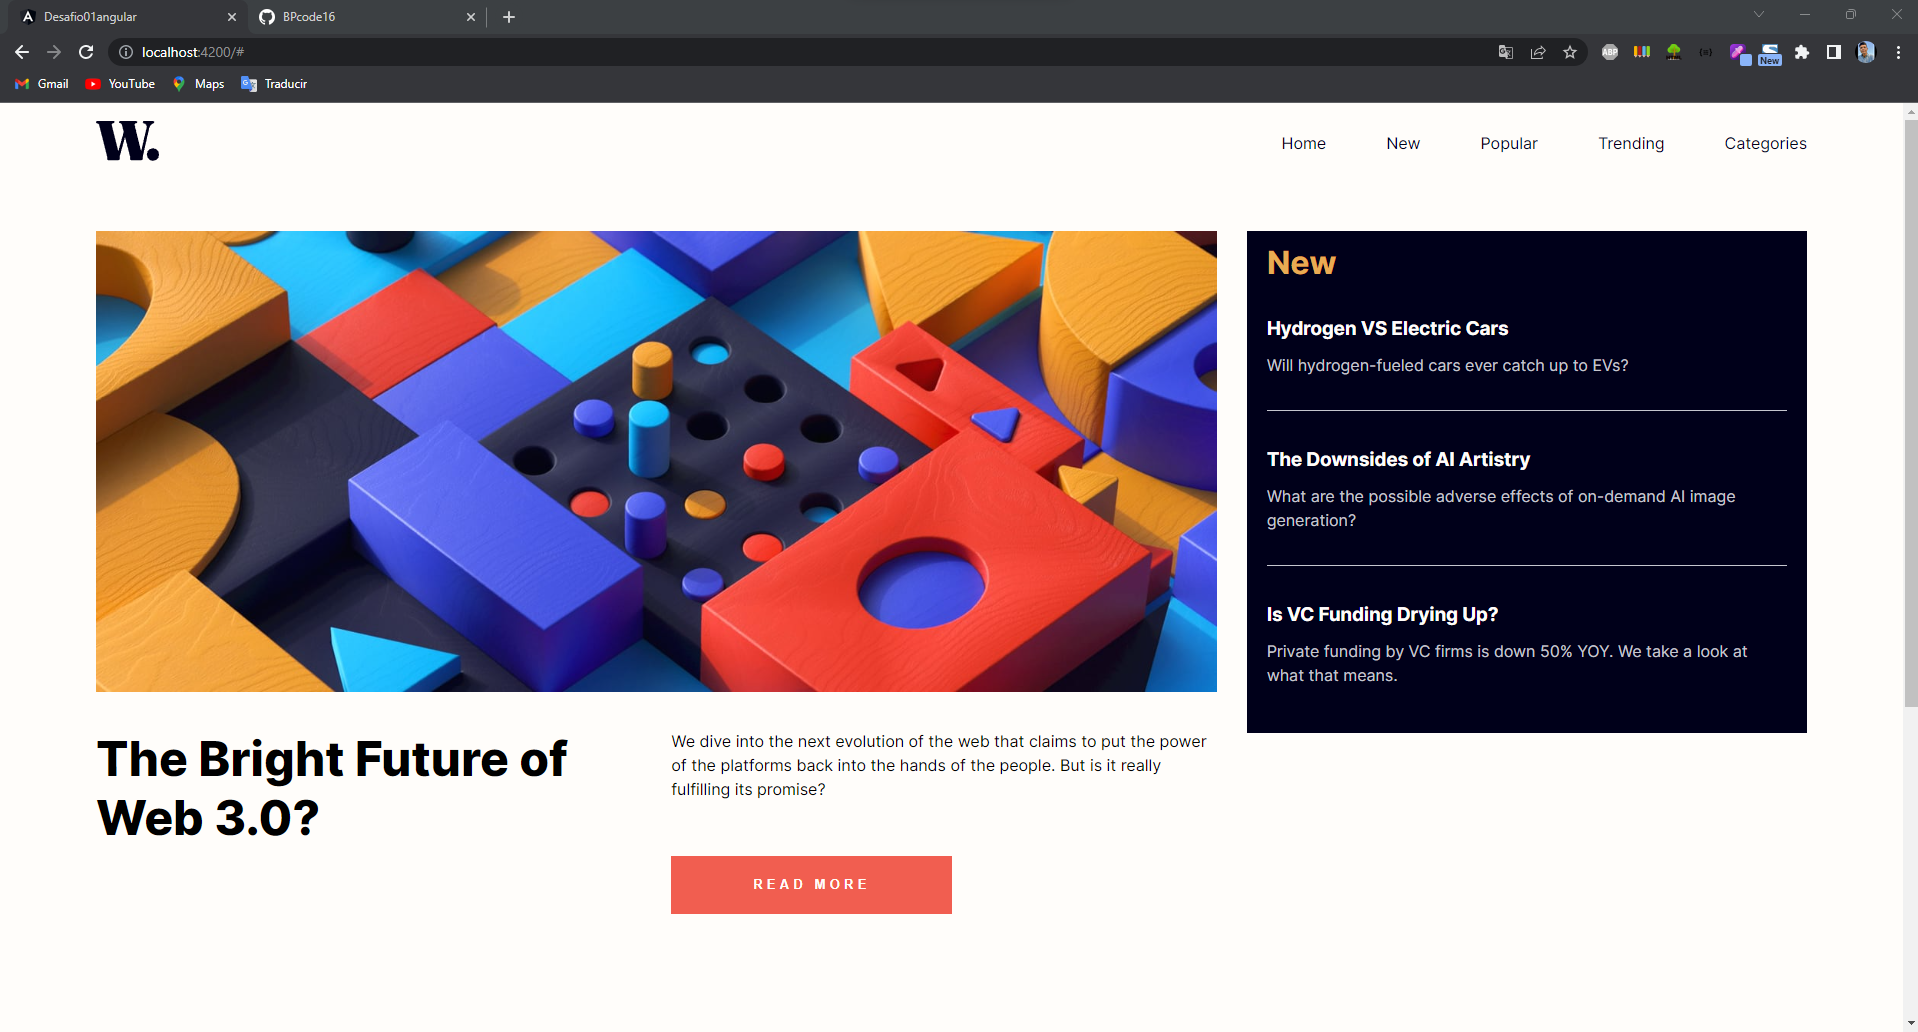 Desafio01angular
BPcode16
localhost:4200/#
ABP
New
Gmail
YouTube
Maps
Traducir
W.
Home
New
Popular
Trending
Categories
New
Hydrogen VS Electric Cars
Will hydrogen-fueled cars ever catch up to EVs?
The Downsides of AI Artistry
What are the possible adverse effects of on-demand AI image
generation?
Is VC Funding Drying Up?
Private funding by VC firms is down 50% YOY. We take a look at
what that means.
The Bright Future of
Web 3.0?
We dive into the next evolution of the web that claims to put the power
of the platforms back into the hands of the people. But is it really
fulfilling its promise?
READ MORE